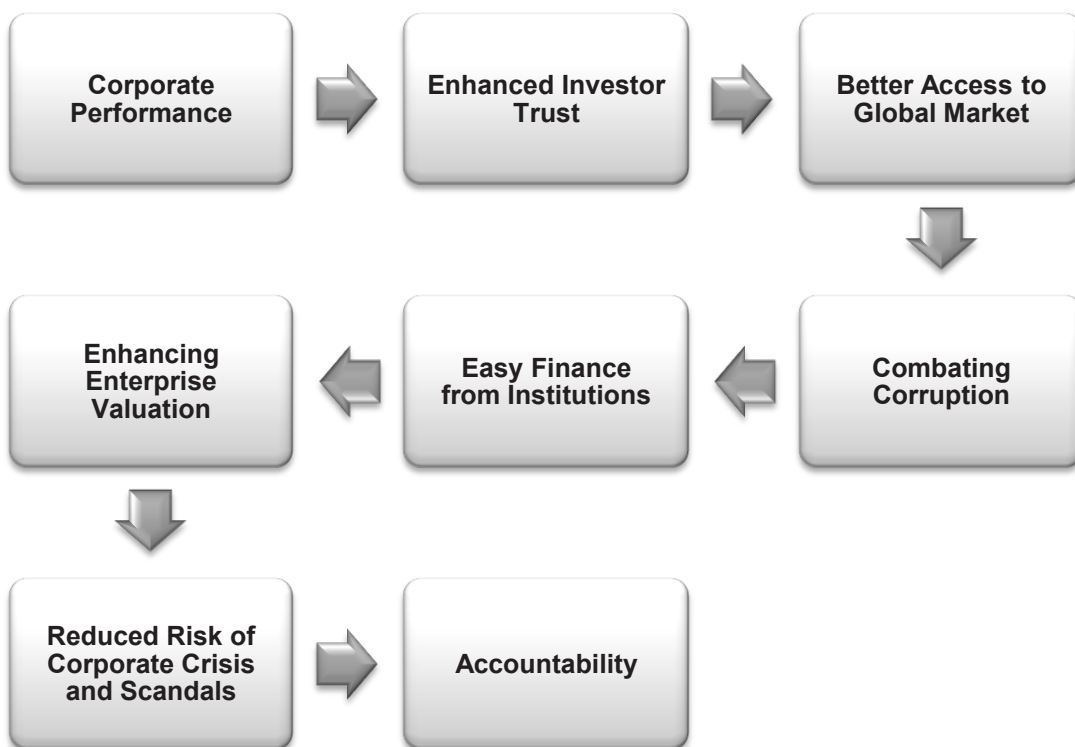 Corporate
Performance
Enhanced Investor
Trust
Better Access to
Global Market
Combating
Corruption
Easy Finance
from Institutions
Enhancing
Enterprise
Valuation
Reduced Risk of
Corporate Crisis
and Scandals
Accountability